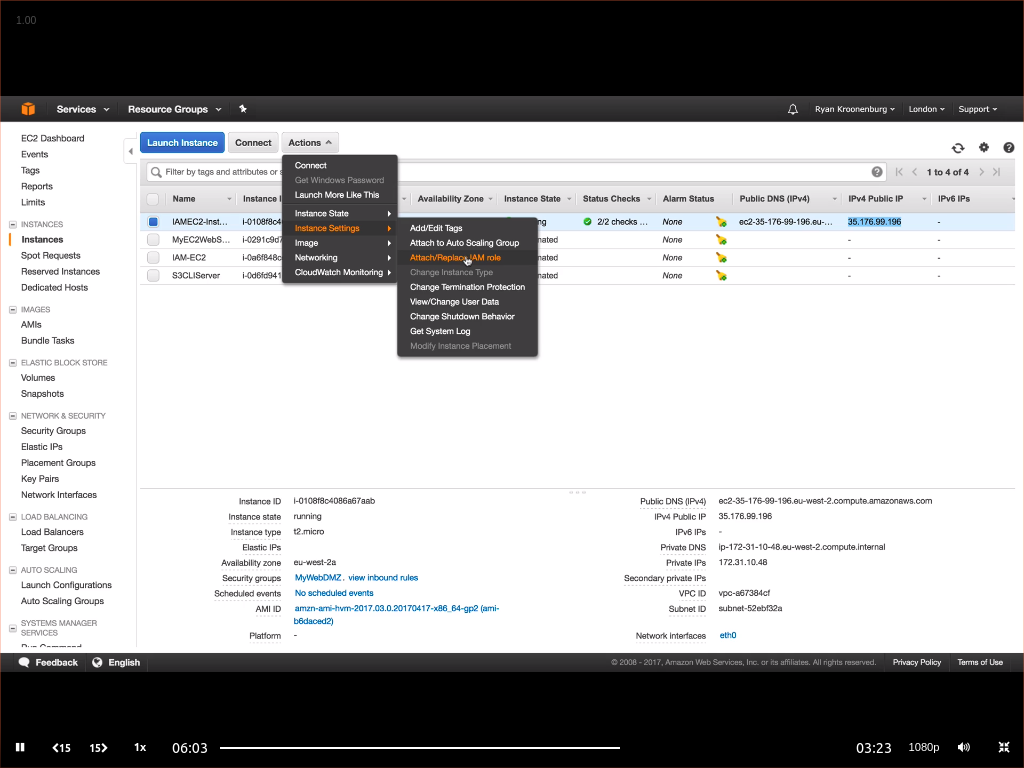 1.00
Services Resource Groups Ryan Kroonenburg London Support
EC2 Dashboard
Events
Tags
Reports
Limits
INSTANCES
Instances
Spot Requests
Reserved Instances
Dedicated Hosts
IMAGES
AMIs
Bundle Tasks
ELASTIC BLOCK STORE
Volumes
Snapshots
NETWORK & SECURITY
Security Groups
Elastic IPs
Placement Groups
Key Pairs
Network Interfaces
LOAD BALANCING
Load Balancers
Target Groups
AUTO SCALING
Launch Configurations
Auto Scaling Groups
SYSTEMS MANAGER
SERVICES
Run Command
Launch Instance Connect Actions
Filter by tags and attributes or s 1 to 4 of 4
Name Instance I Availability Zone Instance State Status Checks Alarm Status Public DNS (IPv4) IPv4 Public IP IPv6 IPs
IAMEC2-Inst... i-0108f8c4 ng 2/2 checks ... None ec2-35-176-99-196.eu-... 35.176.99.196 -
MyEC2WebS... i-0291c9d7 nated None - -
IAM-EC2 i-0a6f848c nated None - -
S3CLIServer i-0d6fd941 nated None - -
Connect
Get Windows Password
Launch More Like This
Instance State
Instance Settings
Image
Networking
CloudWatch Monitoring
Add/Edit Tags
Attach to Auto Scaling Group
Attach/Replace IAM role
Change Instance Type
Change Termination Protection
View/Change User Data
Change Shutdown Behavior
Get System Log
Modify Instance Placement
Instance ID i-0108f8c4086a67aab
Instance state running
Instance type t2.micro
Elastic IPs
Availability zone eu-west-2a
Security groups MyWebDMZ. view inbound rules
Scheduled events No scheduled events
AMI ID amzn-ami-hvm-2017.03.0.20170417-x86_64-gp2 (ami-
b6daced2)
Platform -
Public DNS (IPv4) ec2-35-176-99-196.eu-west-2.compute.amazonaws.com
IPv4 Public IP 35.176.99.196
IPv6 IPs -
Private DNS ip-172-31-10-48.eu-west-2.compute.internal
Private IPs 172.31.10.48
Secondary private IPs
VPC ID vpc-a67384cf
Subnet ID subnet-52ebf32a
Network interfaces eth0
Feedback English © 2008 - 2017, Amazon Web Services, Inc. or its affiliates. All rights reserved. Privacy Policy Terms of Use
15 15 1x 06:03 03:23 1080p